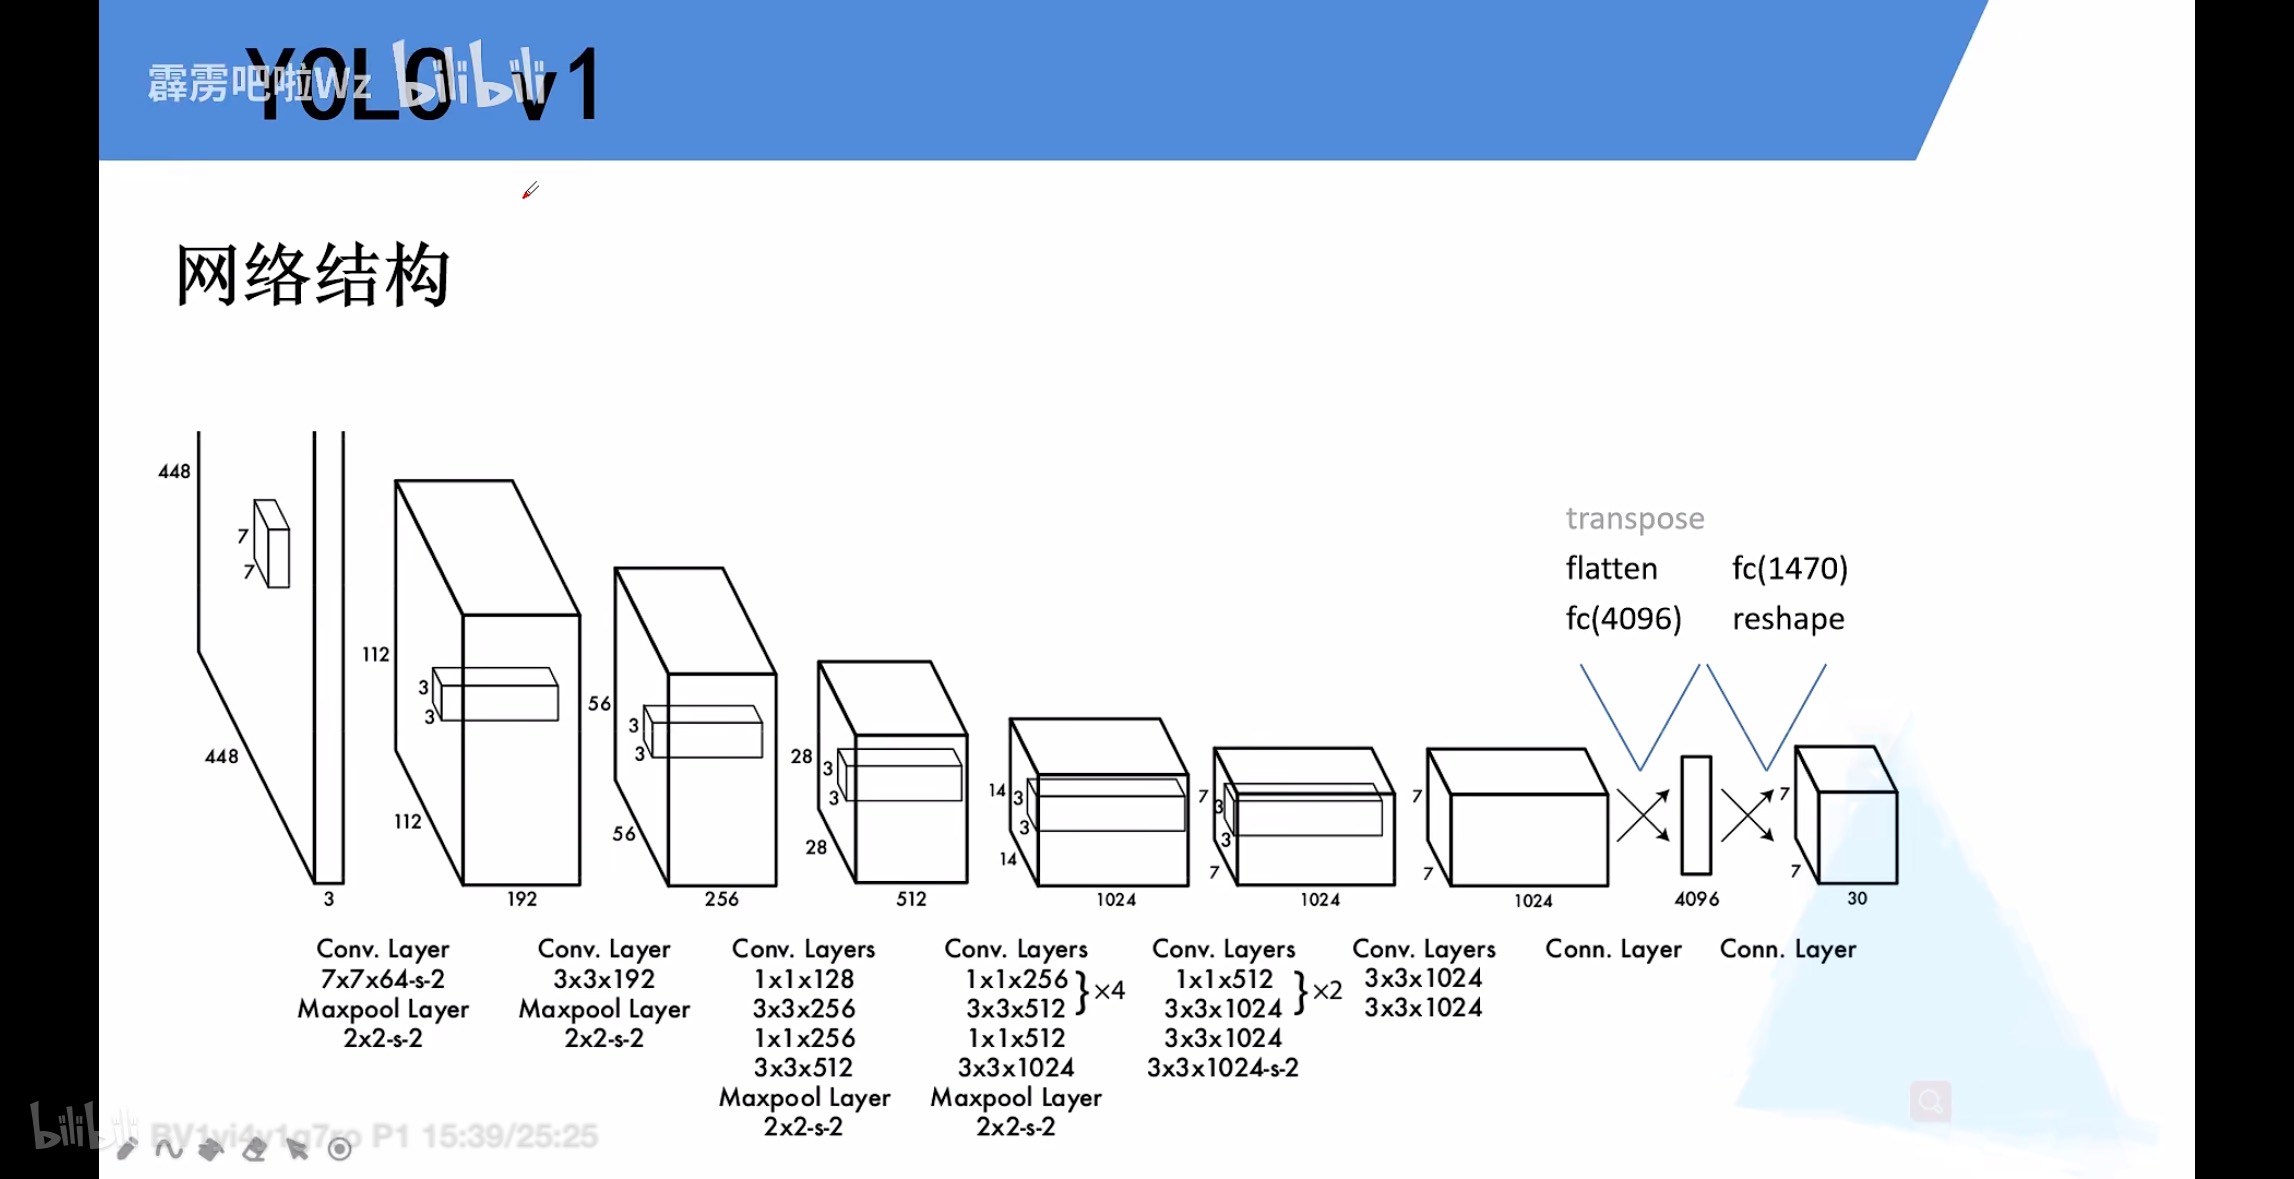 YOLO v1
霹雳吧啦Wz bilibili
网络结构
448
7
7
448
3
112
3
3
112
192
56
3
3
56
256
28
3
3
28
512
14
3
3
14
1024
7
3
3
7
1024
7
7
1024
transpose
flatten
fc(4096)
fc(1470)
reshape
4096
7
7
30
Conv. Layer
7x7x64-s-2
Maxpool Layer
2x2-s-2
Conv. Layer
3x3x192
Maxpool Layer
2x2-s-2
Conv. Layers
1x1x128
3x3x256
1x1x256
3x3x512
Maxpool Layer
2x2-s-2
Conv. Layers
1x1x256
3x3x512
}×4
1x1x512
3x3x1024
Maxpool Layer
2x2-s-2
Conv. Layers
1x1x512
3x3x1024
}×2
3x3x1024
3x3x1024-s-2
Conv. Layers
3x3x1024
3x3x1024
Conn. Layer
Conn. Layer
bilibili BV1yi4y1g7ro P1 15:39/25:25